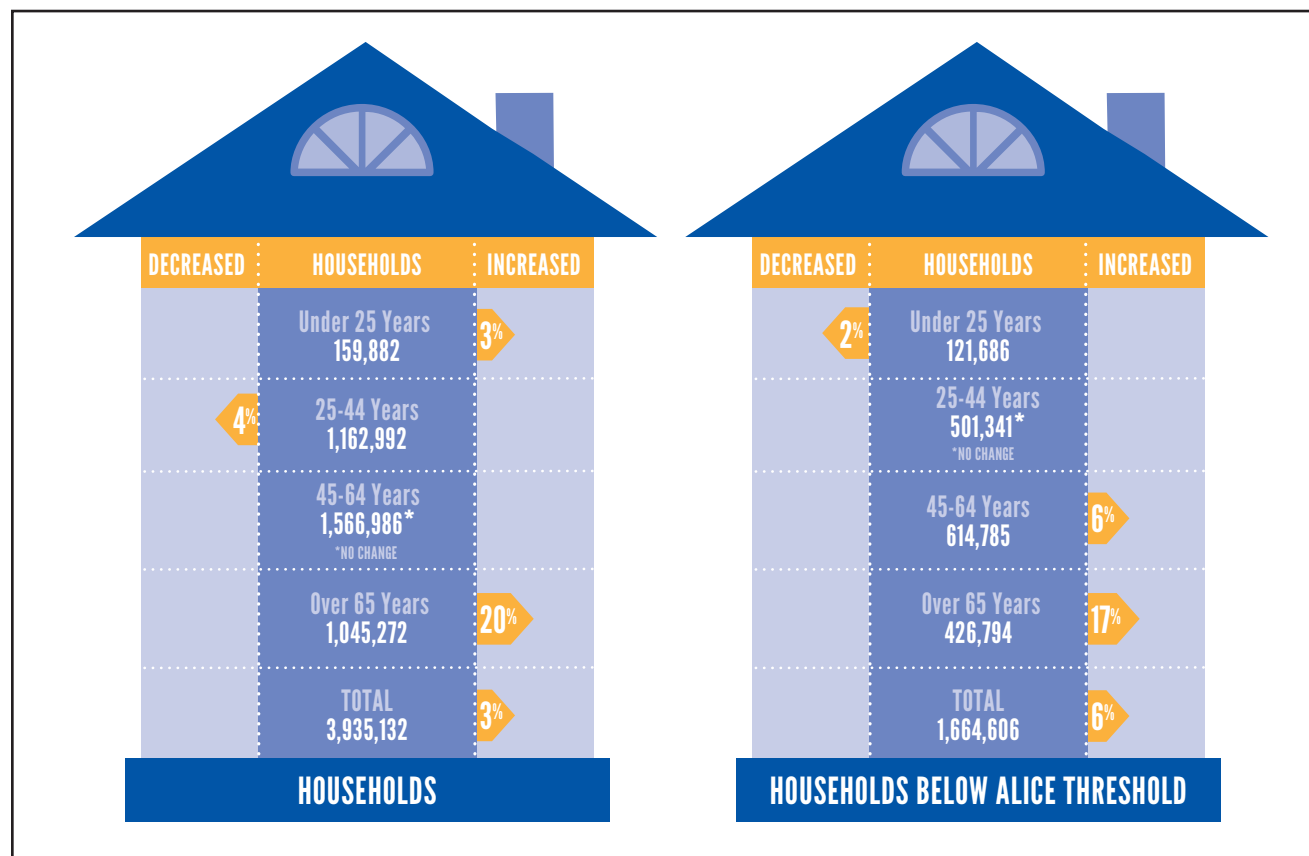 DECREASED HOUSEHOLDS INCREASED
Under 25 Years
159,882
3%
4%
25-44 Years
1,162,992
45-64 Years
1,566,986*
*NO CHANGE
Over 65 Years
1,045,272
20%
TOTAL
3,935,132
3%
HOUSEHOLDS
DECREASED HOUSEHOLDS INCREASED
2%
Under 25 Years
121,686
25-44 Years
501,341*
*NO CHANGE
45-64 Years
614,785
6%
Over 65 Years
426,794
17%
TOTAL
1,664,606
6%
HOUSEHOLDS BELOW ALICE THRESHOLD